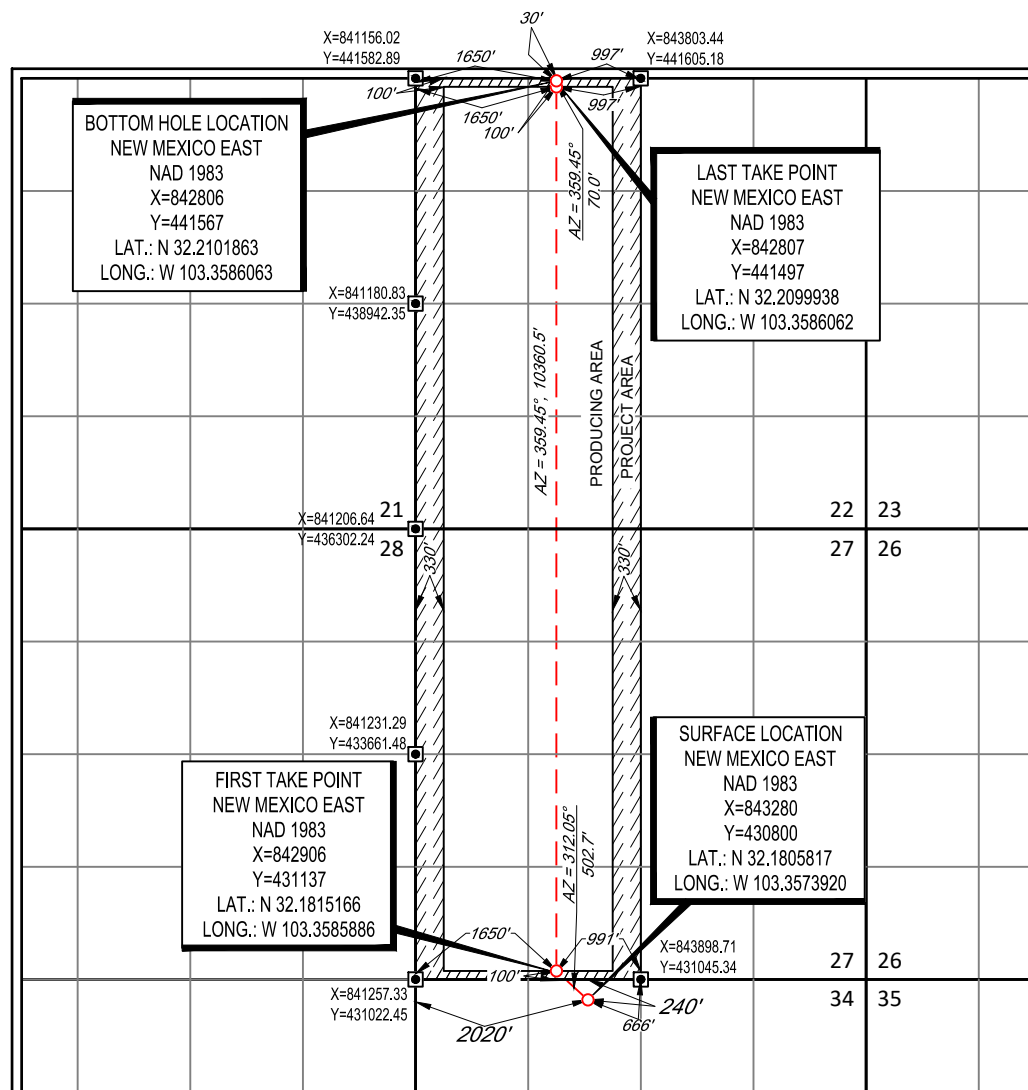 30'
X=841156.02
Y=441582.89
1650'
997'
X=843803.44
Y=441605.18
100'
1650'
100'
997'
BOTTOM HOLE LOCATION
NEW MEXICO EAST
NAD 1983
X=842806
Y=441567
LAT.: N 32.2101863
LONG.: W 103.3586063
AZ = 359.45°
70.0'
LAST TAKE POINT
NEW MEXICO EAST
NAD 1983
X=842807
Y=441497
LAT.: N 32.2099938
LONG.: W 103.3586062
X=841180.83
Y=438942.35
AZ = 359.45°, 10360.5'
PRODUCING AREA
PROJECT AREA
X=841206.64
Y=436302.24
21
28
22
23
27
26
330'
330'
X=841231.29
Y=433661.48
FIRST TAKE POINT
NEW MEXICO EAST
NAD 1983
X=842906
Y=431137
LAT.: N 32.1815166
LONG.: W 103.3585886
AZ = 312.05°
502.7'
SURFACE LOCATION
NEW MEXICO EAST
NAD 1983
X=843280
Y=430800
LAT.: N 32.1805817
LONG.: W 103.3573920
1650'
991'
100'
X=843898.71
Y=431045.34
27
26
34
35
X=841257.33
Y=431022.45
2020'
666'
240'